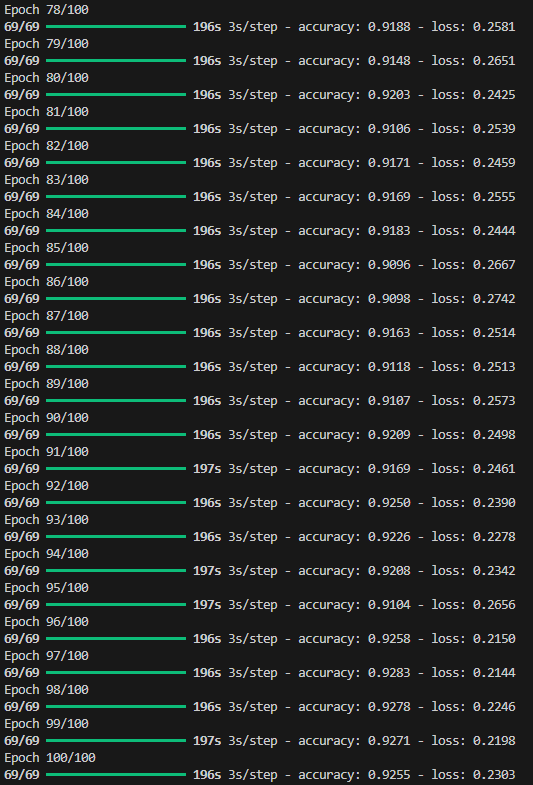 Epoch 78/100
69/69 196s 3s/step - accuracy: 0.9188 - loss: 0.2581
Epoch 79/100
69/69 196s 3s/step - accuracy: 0.9148 - loss: 0.2651
Epoch 80/100
69/69 196s 3s/step - accuracy: 0.9203 - loss: 0.2425
Epoch 81/100
69/69 196s 3s/step - accuracy: 0.9106 - loss: 0.2539
Epoch 82/100
69/69 196s 3s/step - accuracy: 0.9171 - loss: 0.2459
Epoch 83/100
69/69 196s 3s/step - accuracy: 0.9169 - loss: 0.2555
Epoch 84/100
69/69 196s 3s/step - accuracy: 0.9183 - loss: 0.2444
Epoch 85/100
69/69 196s 3s/step - accuracy: 0.9096 - loss: 0.2667
Epoch 86/100
69/69 196s 3s/step - accuracy: 0.9098 - loss: 0.2742
Epoch 87/100
69/69 196s 3s/step - accuracy: 0.9163 - loss: 0.2514
Epoch 88/100
69/69 196s 3s/step - accuracy: 0.9118 - loss: 0.2513
Epoch 89/100
69/69 196s 3s/step - accuracy: 0.9107 - loss: 0.2573
Epoch 90/100
69/69 196s 3s/step - accuracy: 0.9209 - loss: 0.2498
Epoch 91/100
69/69 197s 3s/step - accuracy: 0.9169 - loss: 0.2461
Epoch 92/100
69/69 196s 3s/step - accuracy: 0.9250 - loss: 0.2390
Epoch 93/100
69/69 196s 3s/step - accuracy: 0.9226 - loss: 0.2278
Epoch 94/100
69/69 197s 3s/step - accuracy: 0.9208 - loss: 0.2342
Epoch 95/100
69/69 197s 3s/step - accuracy: 0.9104 - loss: 0.2656
Epoch 96/100
69/69 196s 3s/step - accuracy: 0.9258 - loss: 0.2150
Epoch 97/100
69/69 196s 3s/step - accuracy: 0.9283 - loss: 0.2144
Epoch 98/100
69/69 196s 3s/step - accuracy: 0.9278 - loss: 0.2246
Epoch 99/100
69/69 197s 3s/step - accuracy: 0.9271 - loss: 0.2198
Epoch 100/100
69/69 196s 3s/step - accuracy: 0.9255 - loss: 0.2303